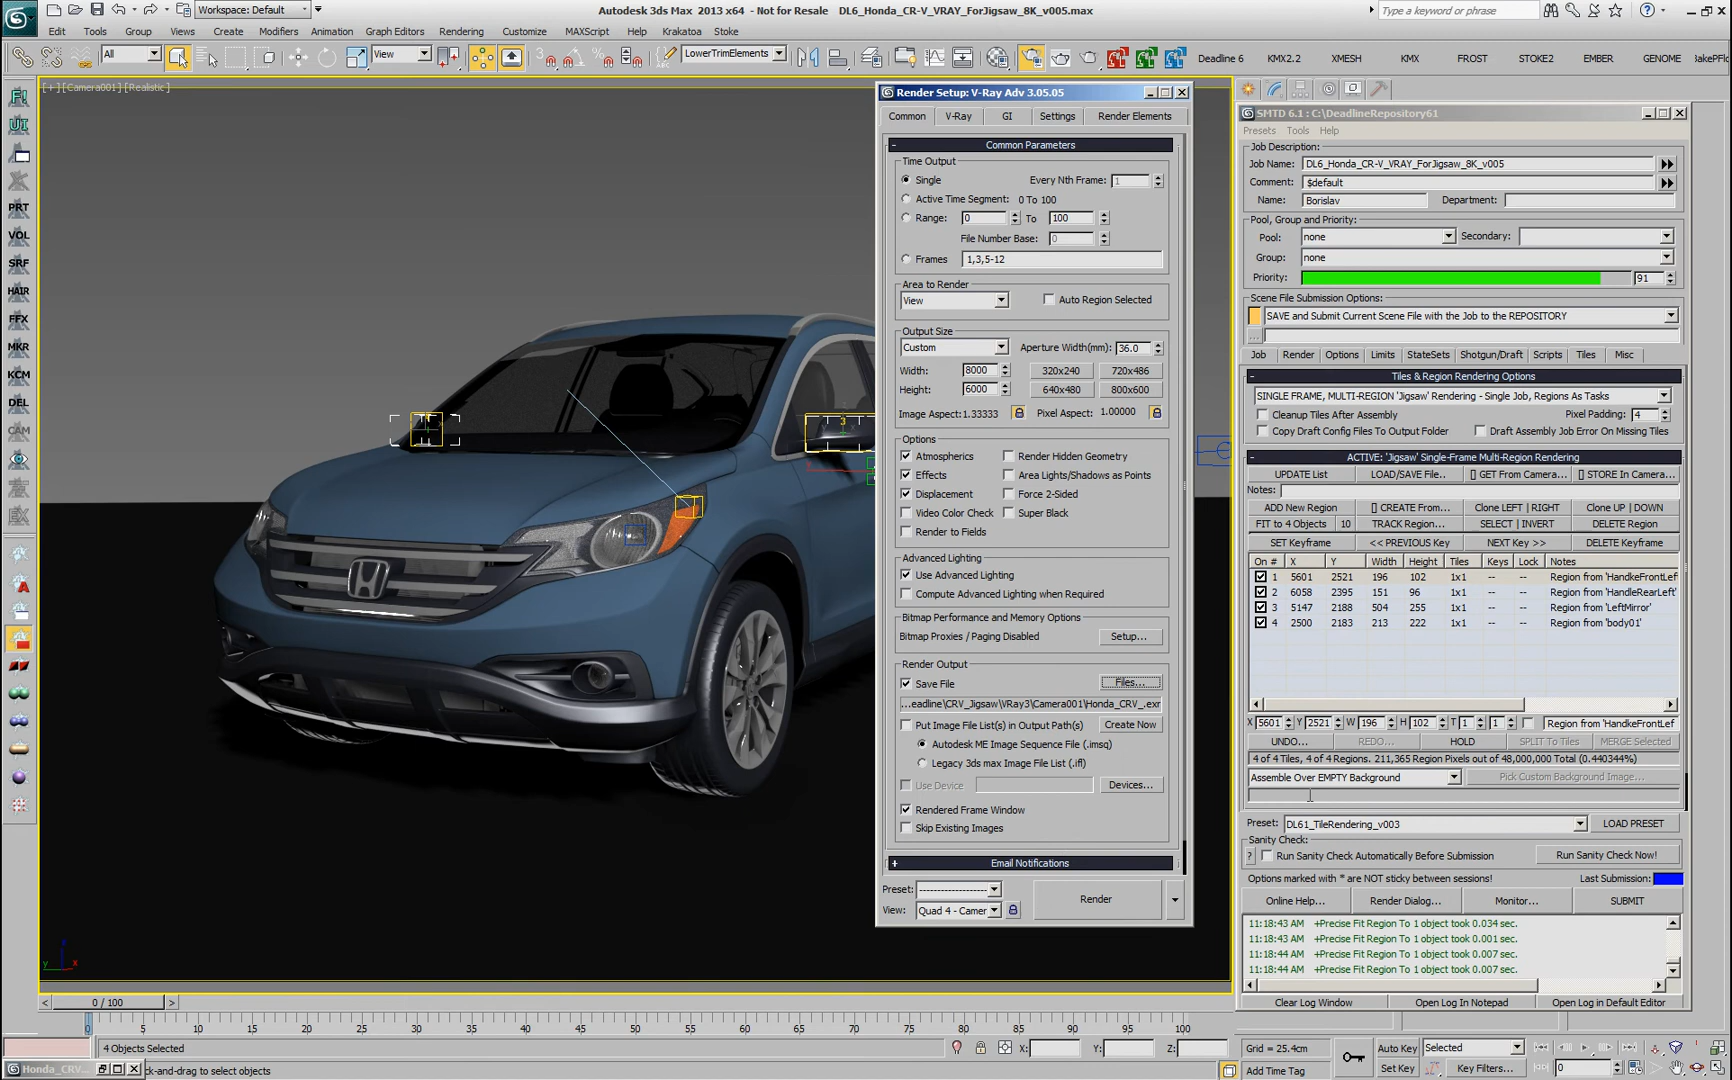 Workspace: Default
Autodesk 3ds Max 2013 x64 - Not for Resale DL6_Honda_CR-V_VRAY_ForJigsaw_8K_v005.max
Type a keyword or phrase
Edit Tools Group Views Create Modifiers Animation Graph Editors Rendering Customize MAXScript Help Krakatoa Stoke
All View LowerTrimElements Deadline 6 KMX2.2 XMESH KMX FROST STOKE2 EMBER GENOME
[+][Camera001][Realistic]
F!
UI
PRT
VOL
SRF
HAIR
FFX
MKR
KCM
DEL
CAM
EX
3
Render Setup: V-Ray Adv 3.05.05
Common V-Ray GI Settings Render Elements
Common Parameters
Time Output
Single Every Nth Frame: 1
Active Time Segment: 0 To 100
Range: 0 To 100
File Number Base: 0
Frames 1,3,5-12
Area to Render
View Auto Region Selected
Output Size
Custom Aperture Width(mm): 36.0
Width: 8000 320x240 720x486
Height: 6000 640x480 800x600
Image Aspect:1.33333 Pixel Aspect: 1.00000
Options
Atmospherics Render Hidden Geometry
Effects Area Lights/Shadows as Points
Displacement Force 2-Sided
Video Color Check Super Black
Render to Fields
Advanced Lighting
Use Advanced Lighting
Compute Advanced Lighting when Required
Bitmap Performance and Memory Options
Bitmap Proxies / Paging Disabled Setup...
Render Output
Save File Files...
...eadline\CRV_Jigsaw\VRay3\Camera001\Honda_CRV_.exr
Put Image File List(s) in Output Path(s) Create Now
Autodesk ME Image Sequence File (.imsq)
Legacy 3ds max Image File List (.ifl)
Use Device Devices...
Rendered Frame Window
Skip Existing Images
Email Notifications
Preset: Render
View: Quad 4 - Camer
SMTD 6.1 : C:\DeadlineRepository61
Presets Tools Help
Job Description:
Job Name: DL6_Honda_CR-V_VRAY_ForJigsaw_8K_v005
Comment: $default
Name: Borislav Department:
Pool, Group and Priority:
Pool: none Secondary:
Group: none
Priority: 91
Scene File Submission Options:
SAVE and Submit Current Scene File with the Job to the REPOSITORY
Job Render Options Limits StateSets Shotgun/Draft Scripts Tiles Misc
Tiles & Region Rendering Options
SINGLE FRAME, MULTI-REGION 'Jigsaw' Rendering - Single Job, Regions As Tasks
Cleanup Tiles After Assembly Pixel Padding: 4
Copy Draft Config Files To Output Folder Draft Assembly Job Error On Missing Tiles
ACTIVE: 'Jigsaw' Single-Frame Multi-Region Rendering
UPDATE List LOAD/SAVE File.. [] GET From Camera... [] STORE In Camera...
Notes:
ADD New Region [] CREATE From... Clone LEFT | RIGHT Clone UP | DOWN
FIT to 4 Objects 10 TRACK Region... SELECT | INVERT DELETE Region
SET Keyframe << PREVIOUS Key NEXT Key >> DELETE Keyframe
On # X Y Width Height Tiles Keys Lock Notes
1 5601 2521 196 102 1x1 -- -- Region from 'HandkeFrontLef
2 6058 2395 151 96 1x1 -- -- Region from 'HandleRearLeft'
3 5147 2188 504 255 1x1 -- -- Region from 'LeftMirror'
4 2500 2183 213 222 1x1 -- -- Region from 'body01'
X 5601 Y 2521 W 196 H 102 T 1 1 Region from 'HandkeFrontLef
UNDO... REDO... HOLD SPLIT To Tiles MERGE Selected
4 of 4 Tiles, 4 of 4 Regions. 211,365 Region Pixels out of 48,000,000 Total (0.440344%)
Assemble Over EMPTY Background Pick Custom Background Image...
Preset: DL61_TileRendering_v003 LOAD PRESET
Sanity Check:
? Run Sanity Check Automatically Before Submission Run Sanity Check Now!
Options marked with * are NOT sticky between sessions! Last Submission:
Online Help... Render Dialog... Monitor... SUBMIT
11:18:43 AM +Precise Fit Region To 1 object took 0.034 sec.
11:18:43 AM +Precise Fit Region To 1 object took 0.001 sec.
11:18:44 AM +Precise Fit Region To 1 object took 0.007 sec.
11:18:44 AM +Precise Fit Region To 1 object took 0.007 sec.
Clear Log Window Open Log in Notepad Open Log in Default Editor
y x
< 0 / 100 >
0 5 10 15 20 25 30 35 40 45 50 55 60 65 70 75 80 85 90 95 100
4 Objects Selected X: Y: Z: Grid = 25.4cm Auto Key Selected
Honda_CRV... ck-and-drag to select objects Add Time Tag Set Key Key Filters... 0